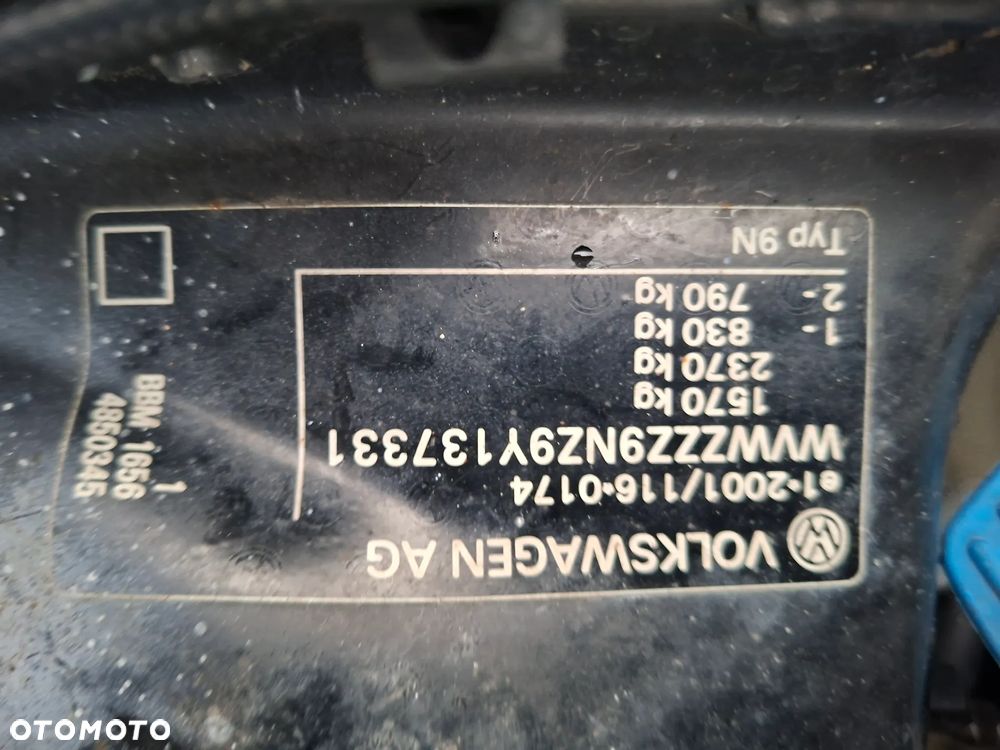 VOLKSWAGEN AG
e1*2001/116*0174
WVWZZZ9NZ9Y137331
1570 kg
2370 kg
1- 830 kg
2- 790 kg
Typ 9N
1
BBM 1656
4850345
OTOMOTO